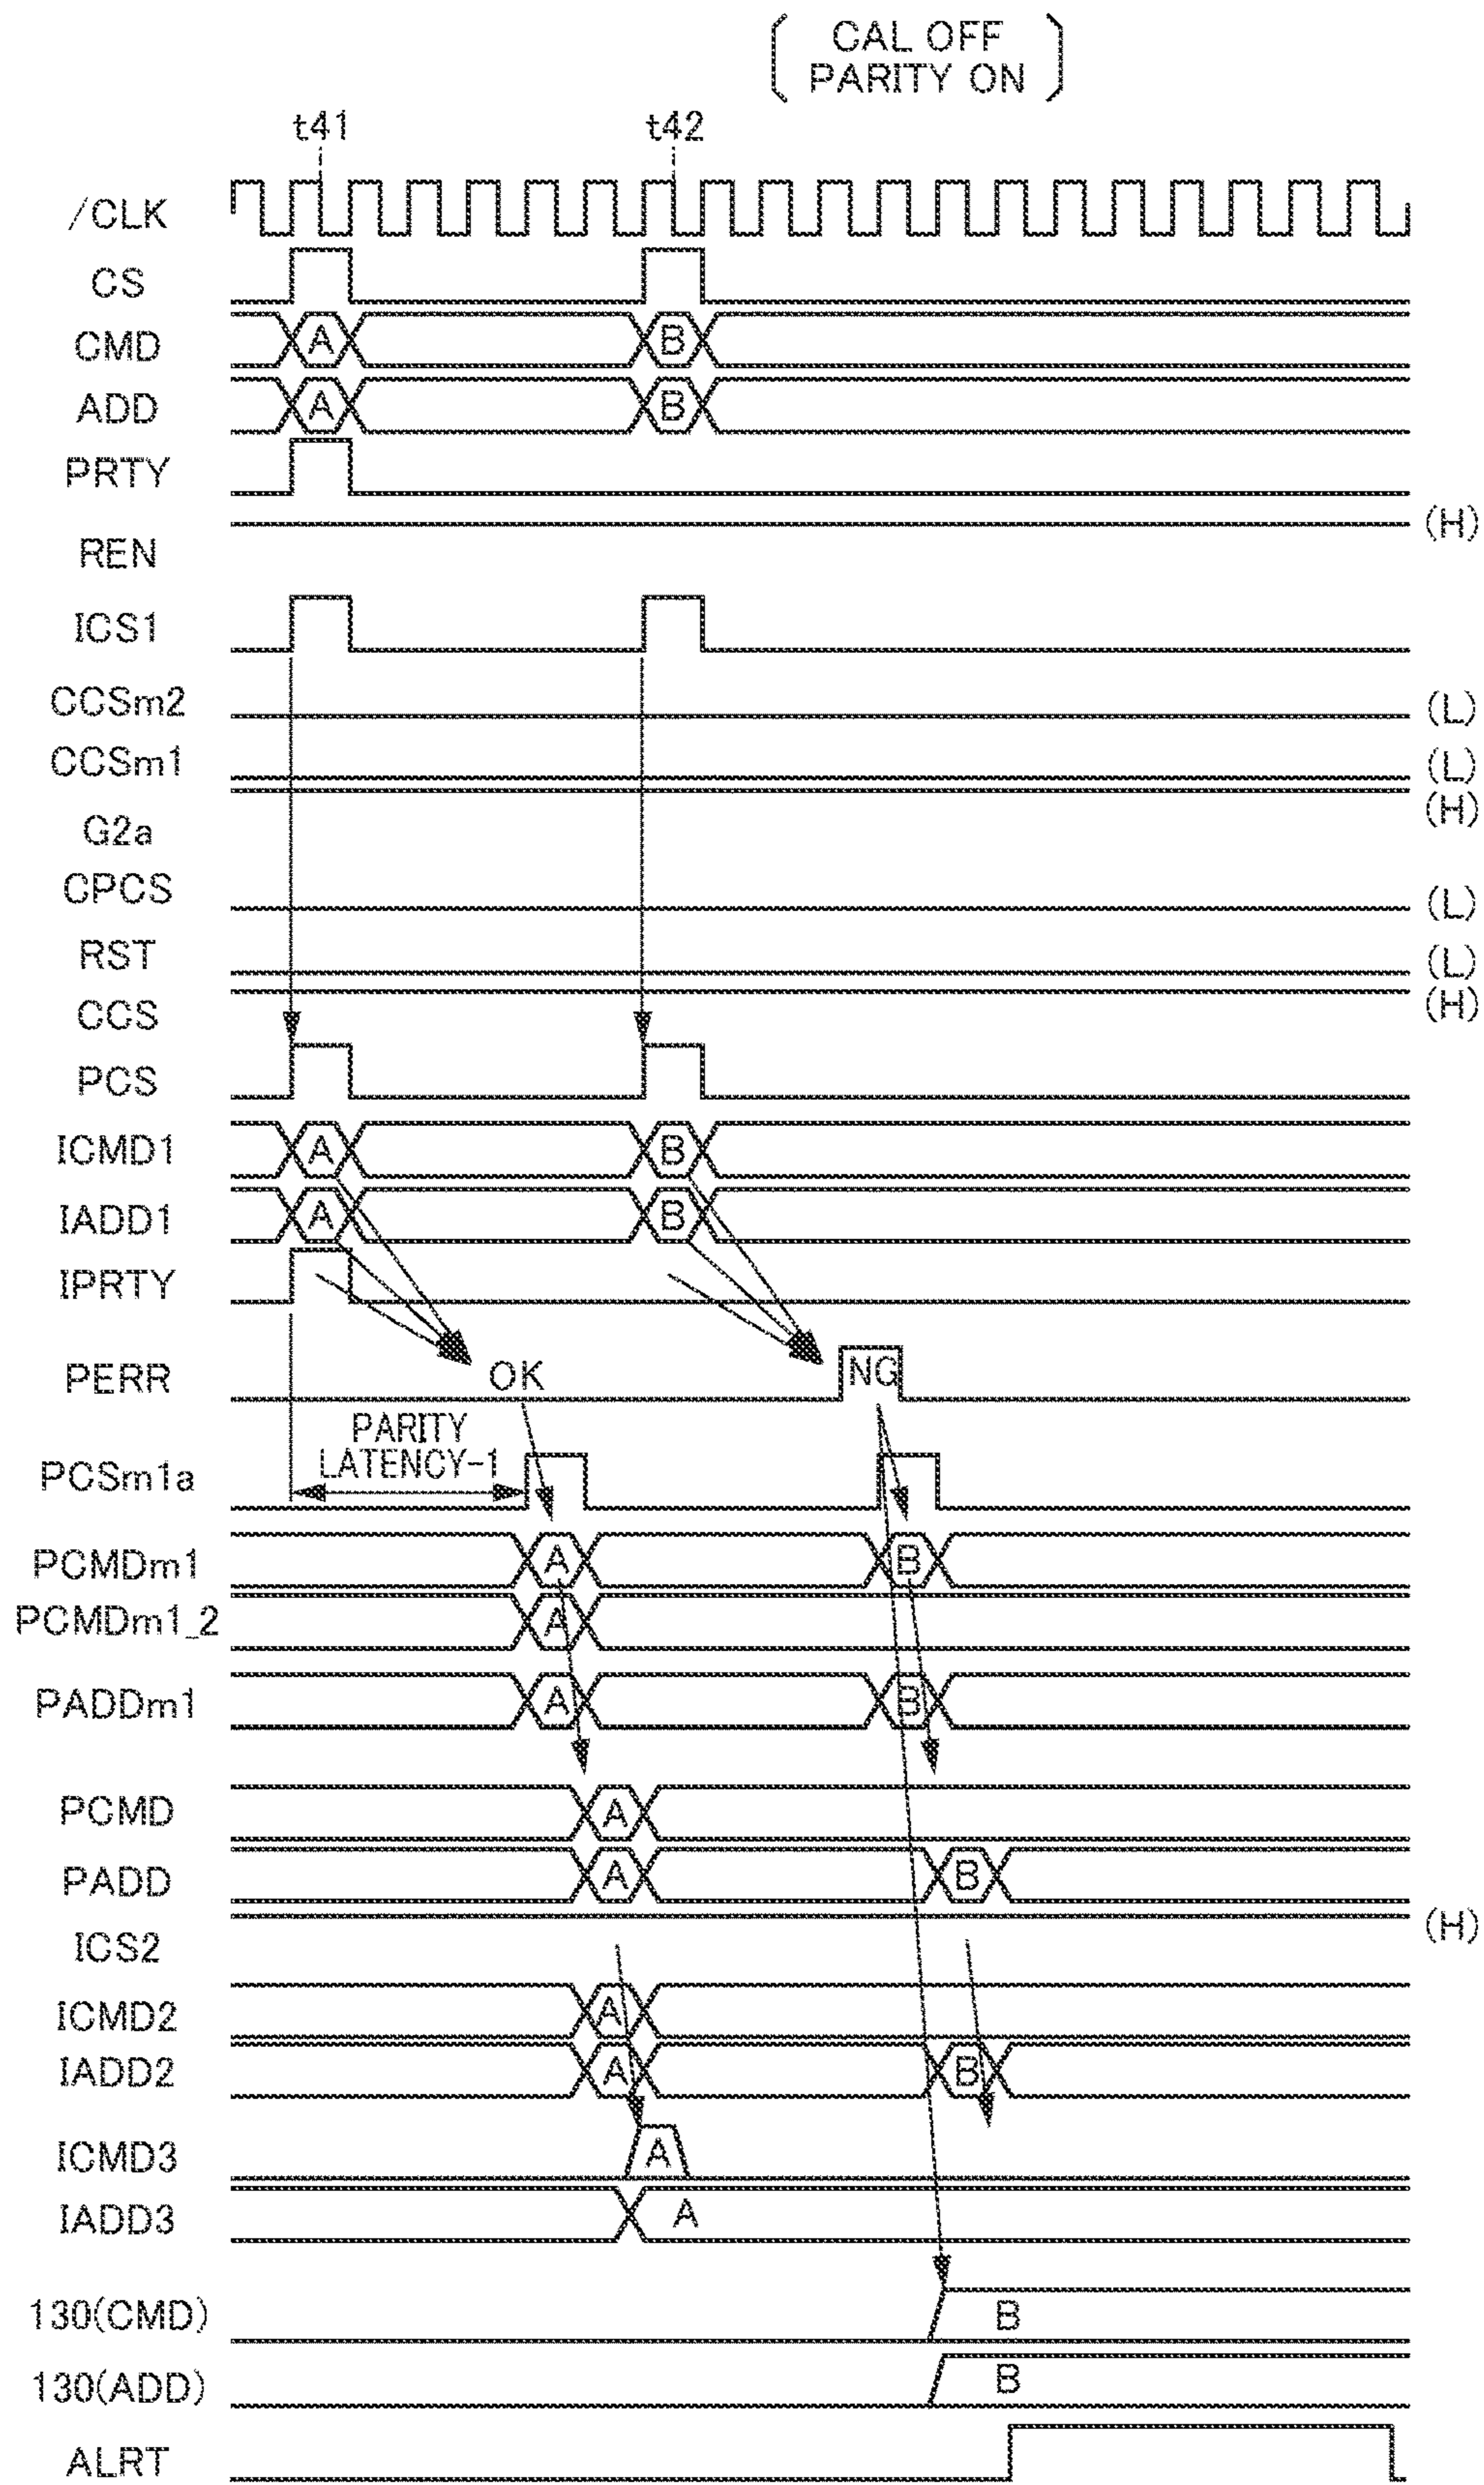 CAL OFF
PARITY ON
t41 t42
/CLK
CS
CMD A B
ADD A B
PRTY
REN (H)
ICS1
CCSm2 (L)
CCSm1 (L)
G2a (H)
CPCS (L)
RST (L)
CCS (H)
PCS
ICMD1 A B
IADD1 A B
IPRTY
PERR OK NG
PARITY
LATENCY-1
PCSm1a
PCMDm1 A B
PCMDm1_2 A
PADDm1 A B
PCMD A
PADD A B
ICS2 (H)
ICMD2 A
IADD2 A B
ICMD3 A
IADD3 A
130(CMD) B
130(ADD) B
ALRT